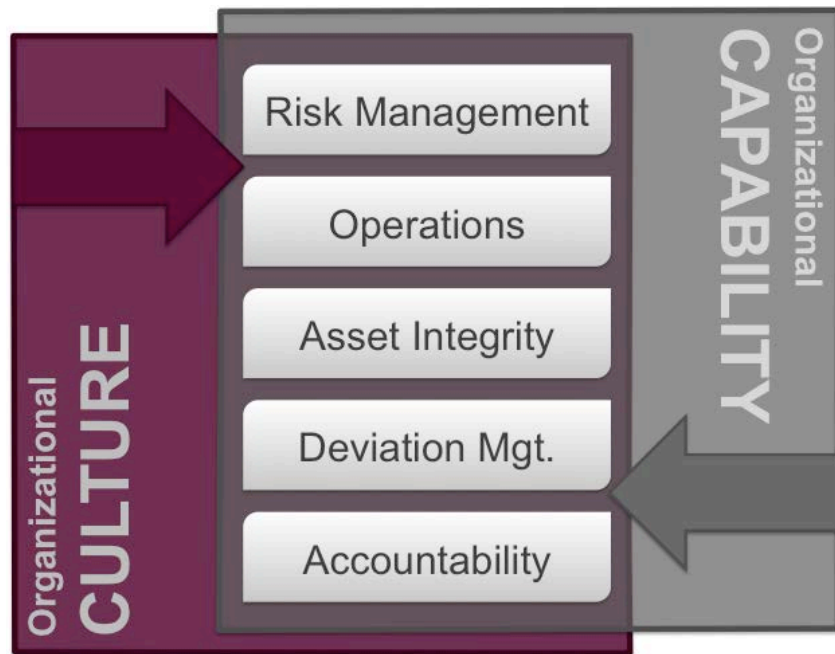 Organizational
CULTURE
Risk Management
Operations
Asset Integrity
Deviation Mgt.
Accountability
Organizational
CAPABILITY